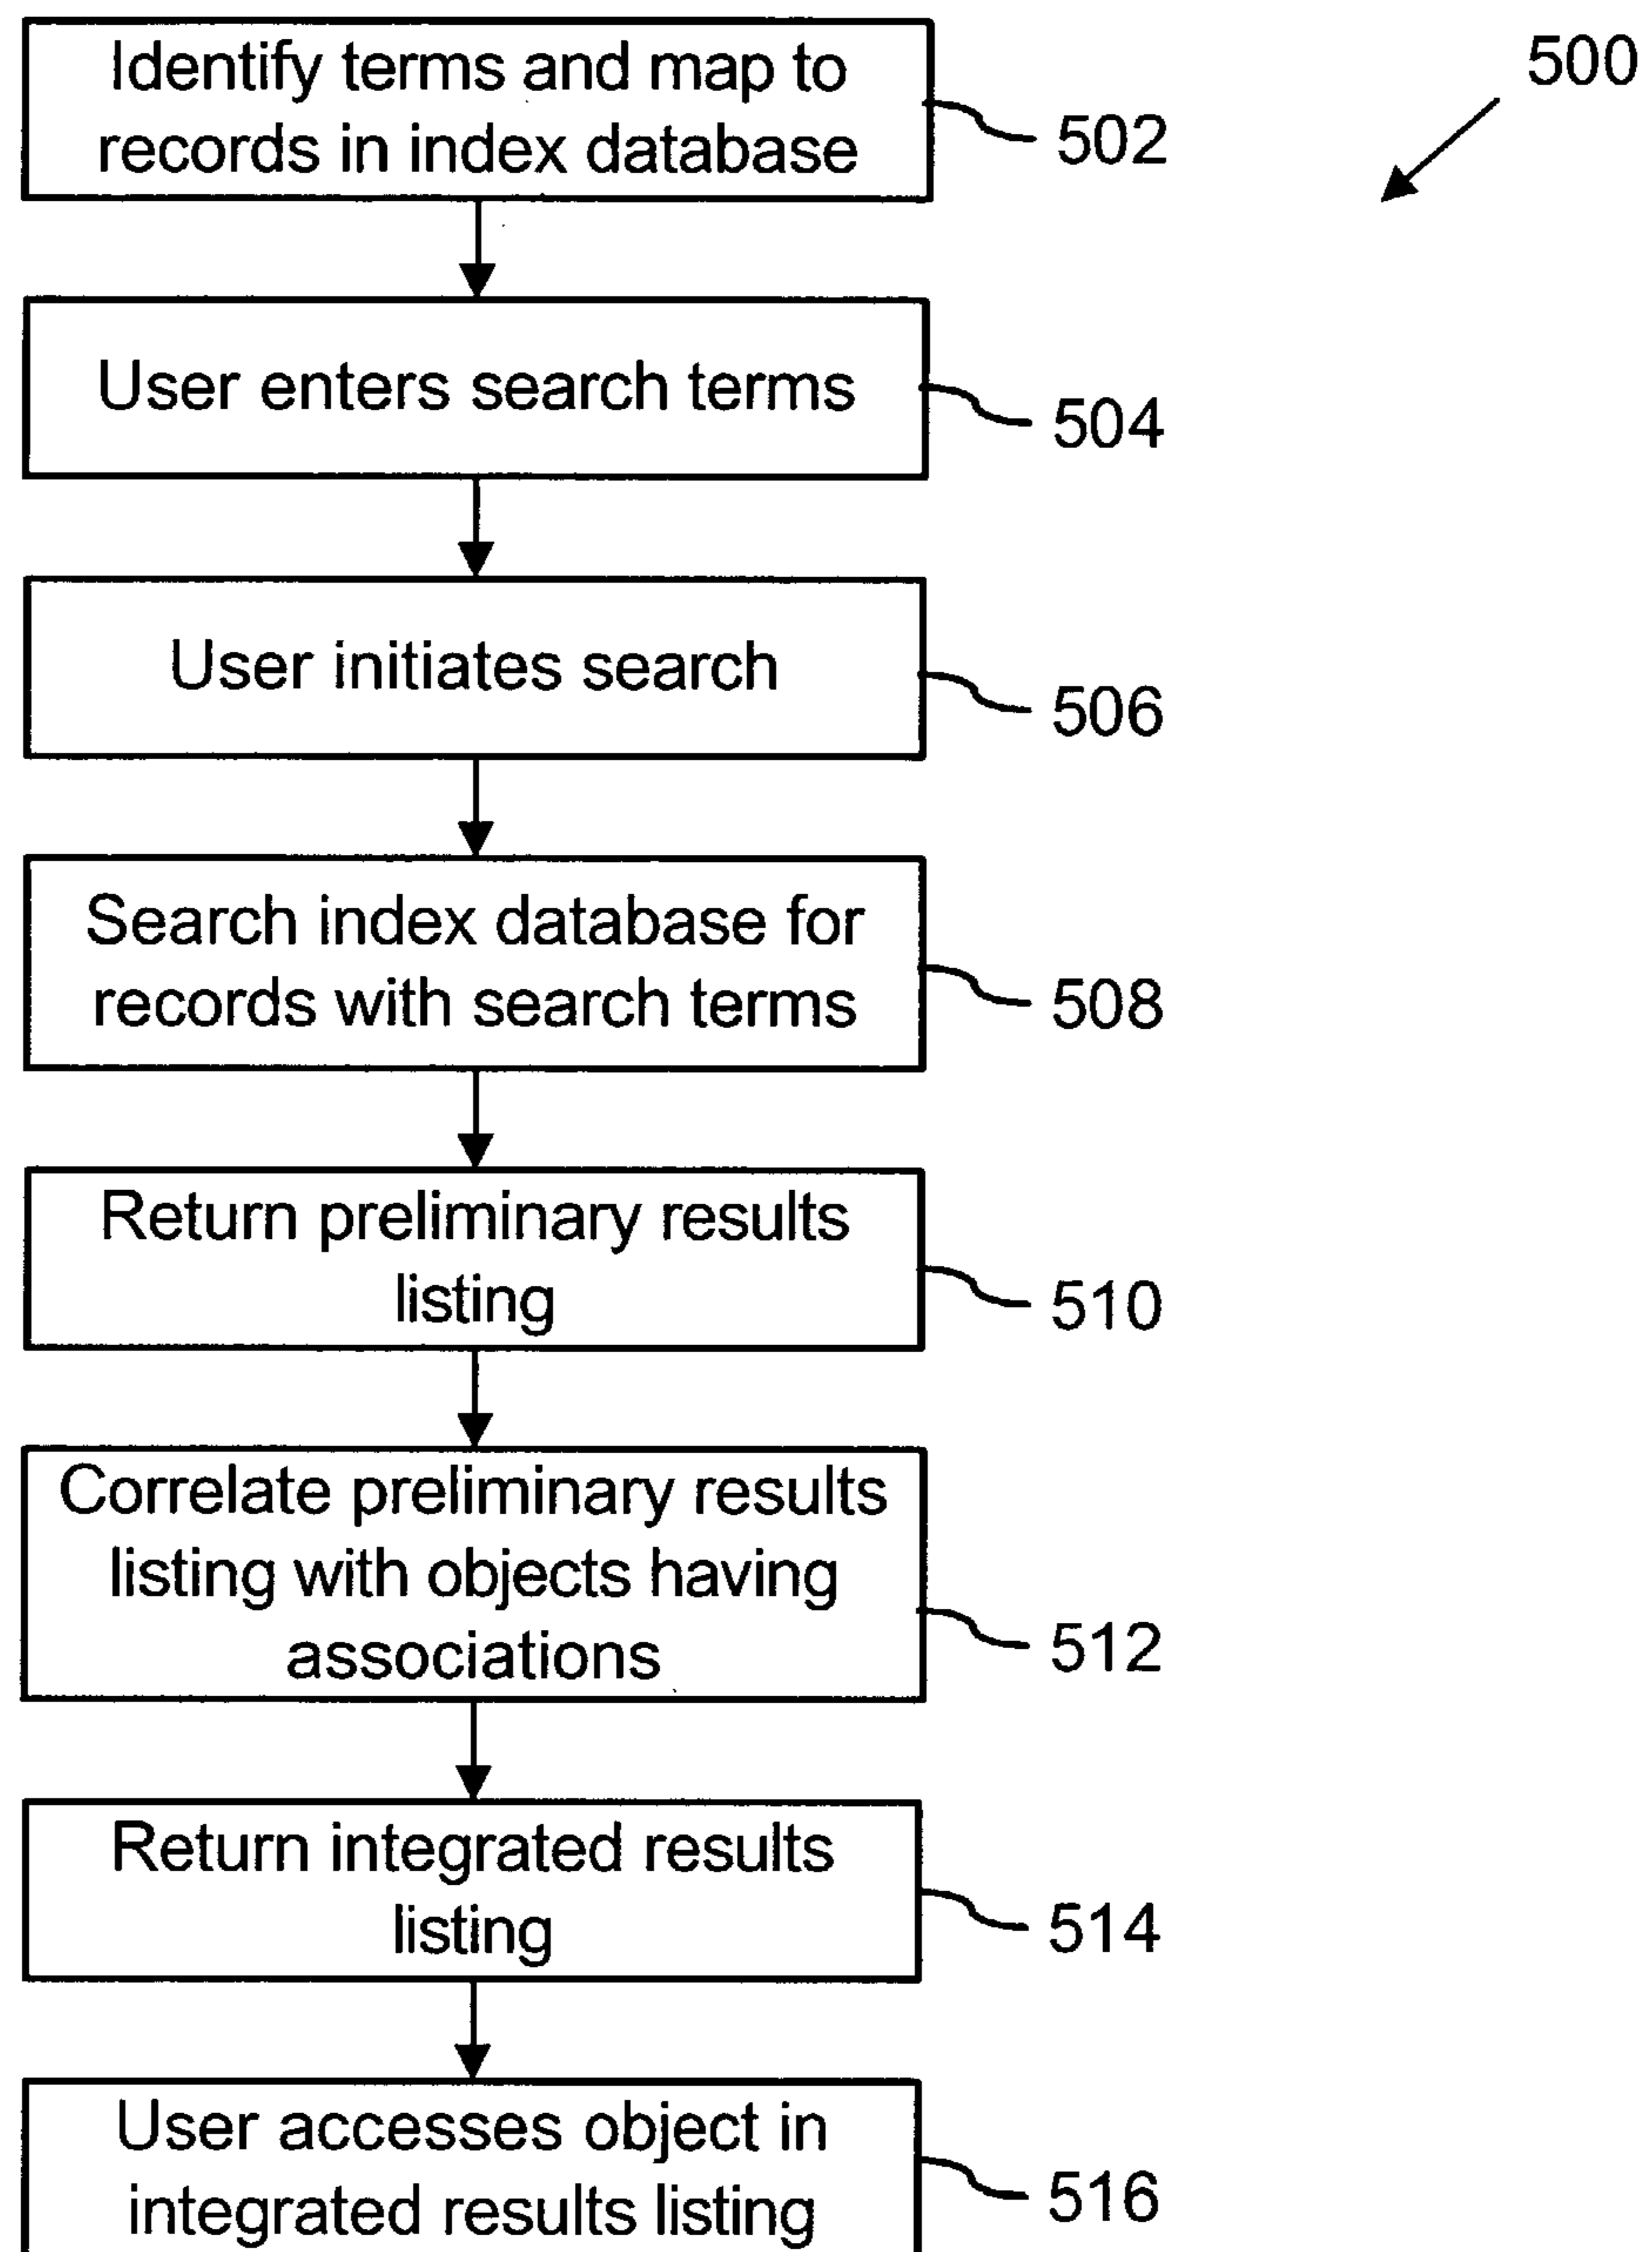 Identify terms and map to
records in index database
500
502
User enters search terms
504
User initiates search
506
Search index database for
records with search terms
508
Return preliminary results
listing
510
Correlate preliminary results
listing with objects having
associations
512
Return integrated results
listing
514
User accesses object in
integrated results listing
516